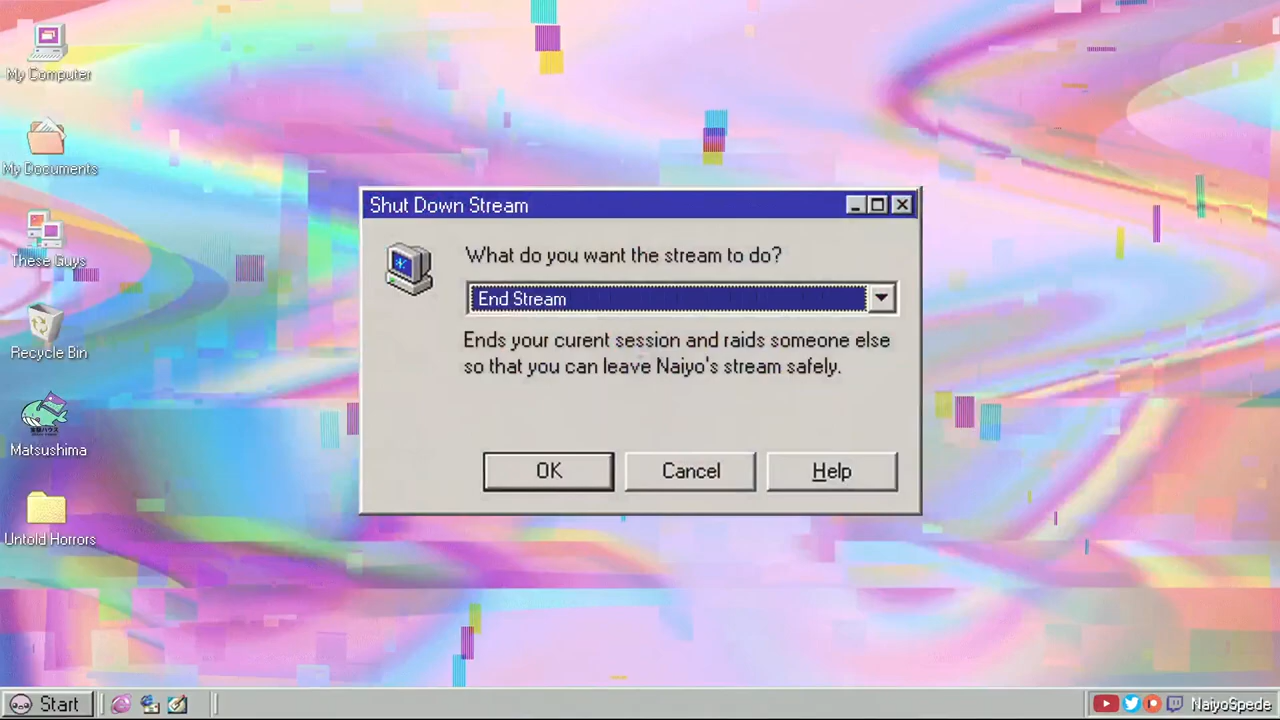 My Computer
My Documents
These Guys
Recycle Bin
Matsushima
Untold Horrors
Shut Down Stream
What do you want the stream to do?
End Stream
Ends your curent session and raids someone else
so that you can leave Naiyo's stream safely.
OK
Cancel
Help
Start
NaiyoSpede